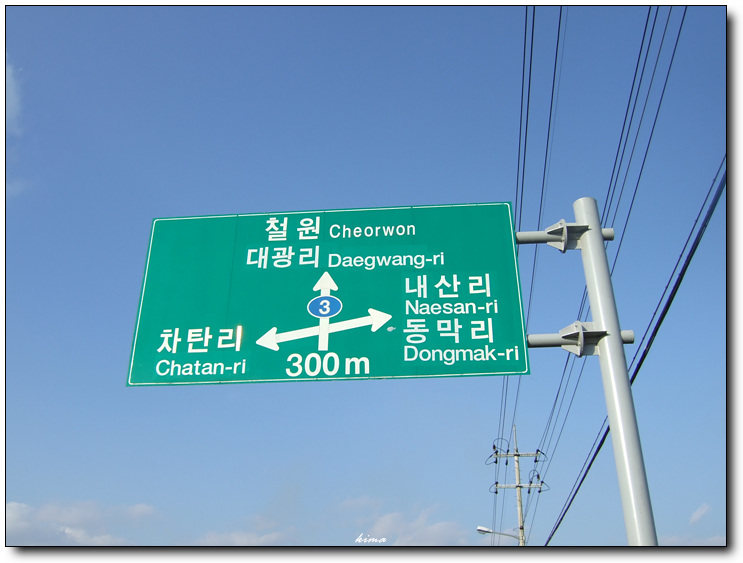 철원 Cheorwon
대광리 Daegwang-ri
3
내산리
Naesan-ri
동막리
Dongmak-ri
차탄리
Chatan-ri
300m
kima